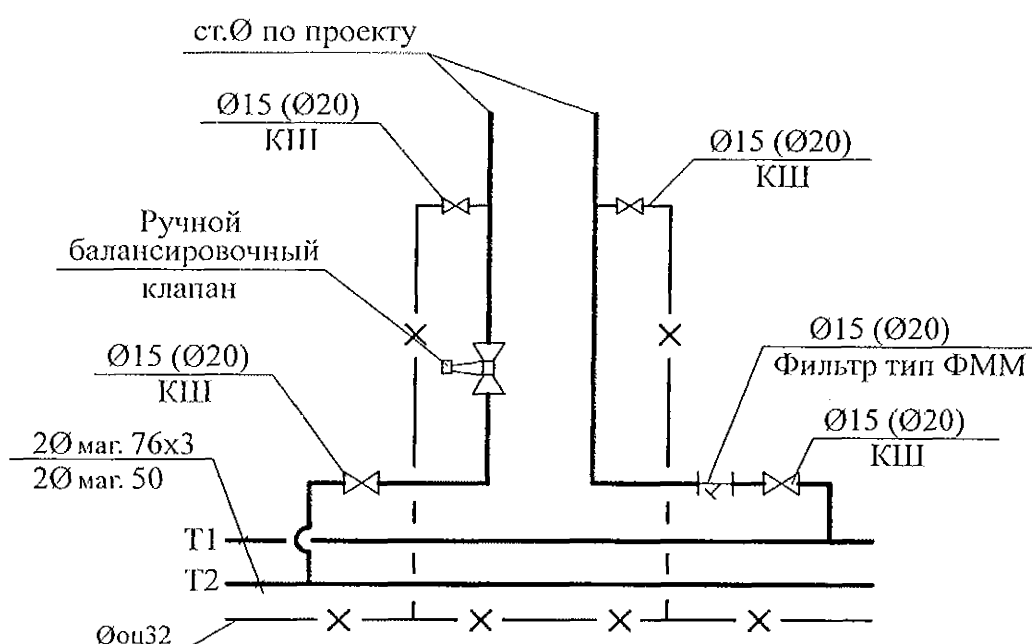 ст.Ø по проекту
Ø15 (Ø20)
КШ
Ø15 (Ø20)
КШ
Ручной
балансировочный
клапан
Ø15 (Ø20)
КШ
Ø15 (Ø20)
Фильтр тип ФММ
Ø15 (Ø20)
КШ
2Ø маг. 76х3
2Ø маг. 50
Т1
Т2
Øоц32